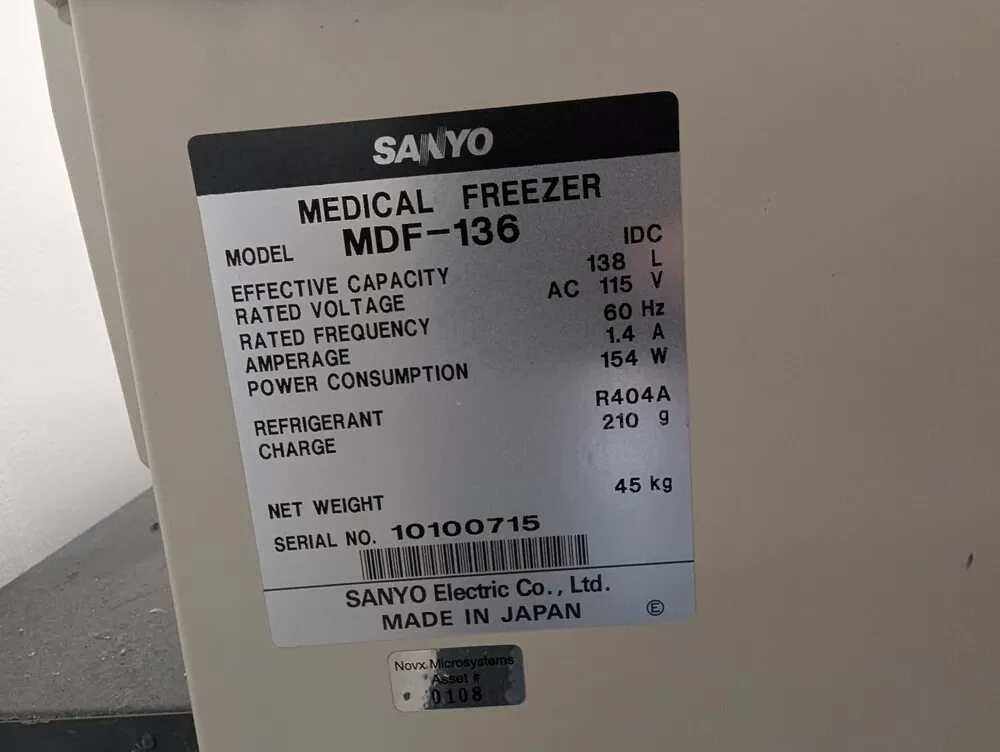 SANYO
MEDICAL FREEZER
MODEL MDF-136
IDC
EFFECTIVE CAPACITY 138 L
RATED VOLTAGE AC 115 V
RATED FREQUENCY 60 Hz
AMPERAGE 1.4 A
POWER CONSUMPTION 154 W
REFRIGERANT R404A
CHARGE 210 g
NET WEIGHT 45 kg
SERIAL NO. 10100715
SANYO Electric Co., Ltd.
MADE IN JAPAN Ⓔ
Novx Microsystems
Asset #
0108